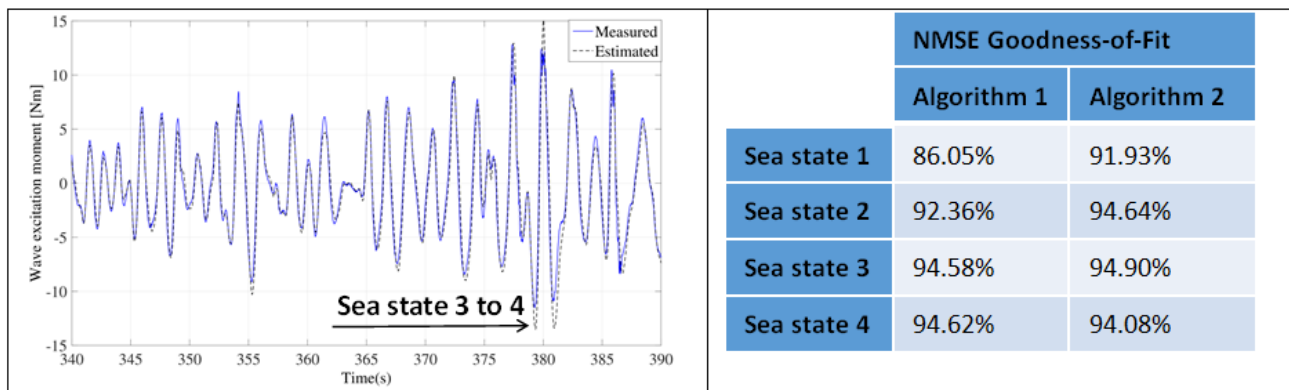 15
10
5
0
-5
-10
-15
Wave excitation moment [Nm]
Measured
Estimated
Sea state 3 to 4
340 345 350 355 360 365 370 375 380 385 390
Time(s)
NMSE Goodness-of-Fit
Algorithm 1 Algorithm 2
Sea state 1 86.05% 91.93%
Sea state 2 92.36% 94.64%
Sea state 3 94.58% 94.90%
Sea state 4 94.62% 94.08%